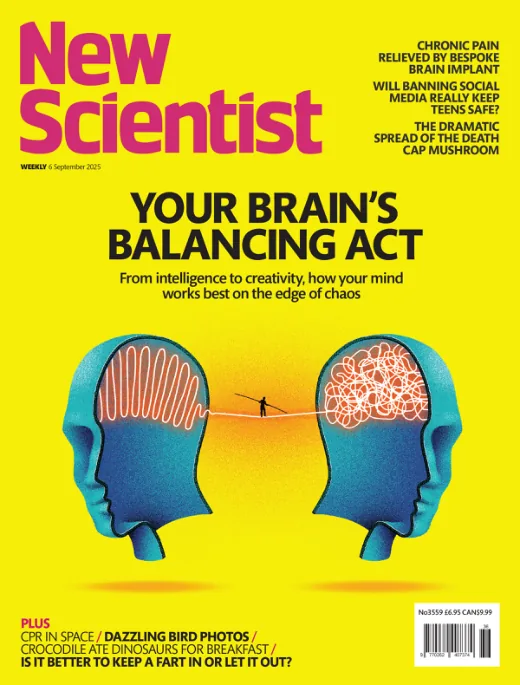 New
Scientist
WEEKLY 6 September 2025
CHRONIC PAIN
RELIEVED BY BESPOKE
BRAIN IMPLANT
WILL BANNING SOCIAL
MEDIA REALLY KEEP
TEENS SAFE?
THE DRAMATIC
SPREAD OF THE DEATH
CAP MUSHROOM
YOUR BRAIN'S
BALANCING ACT
From intelligence to creativity, how your mind
works best on the edge of chaos
PLUS
CPR IN SPACE / DAZZLING BIRD PHOTOS /
CROCODILE ATE DINOSAURS FOR BREAKFAST /
IS IT BETTER TO KEEP A FART IN OR LET IT OUT?
No3559 £6.95 CAN$9.99
36
9 770262 407374